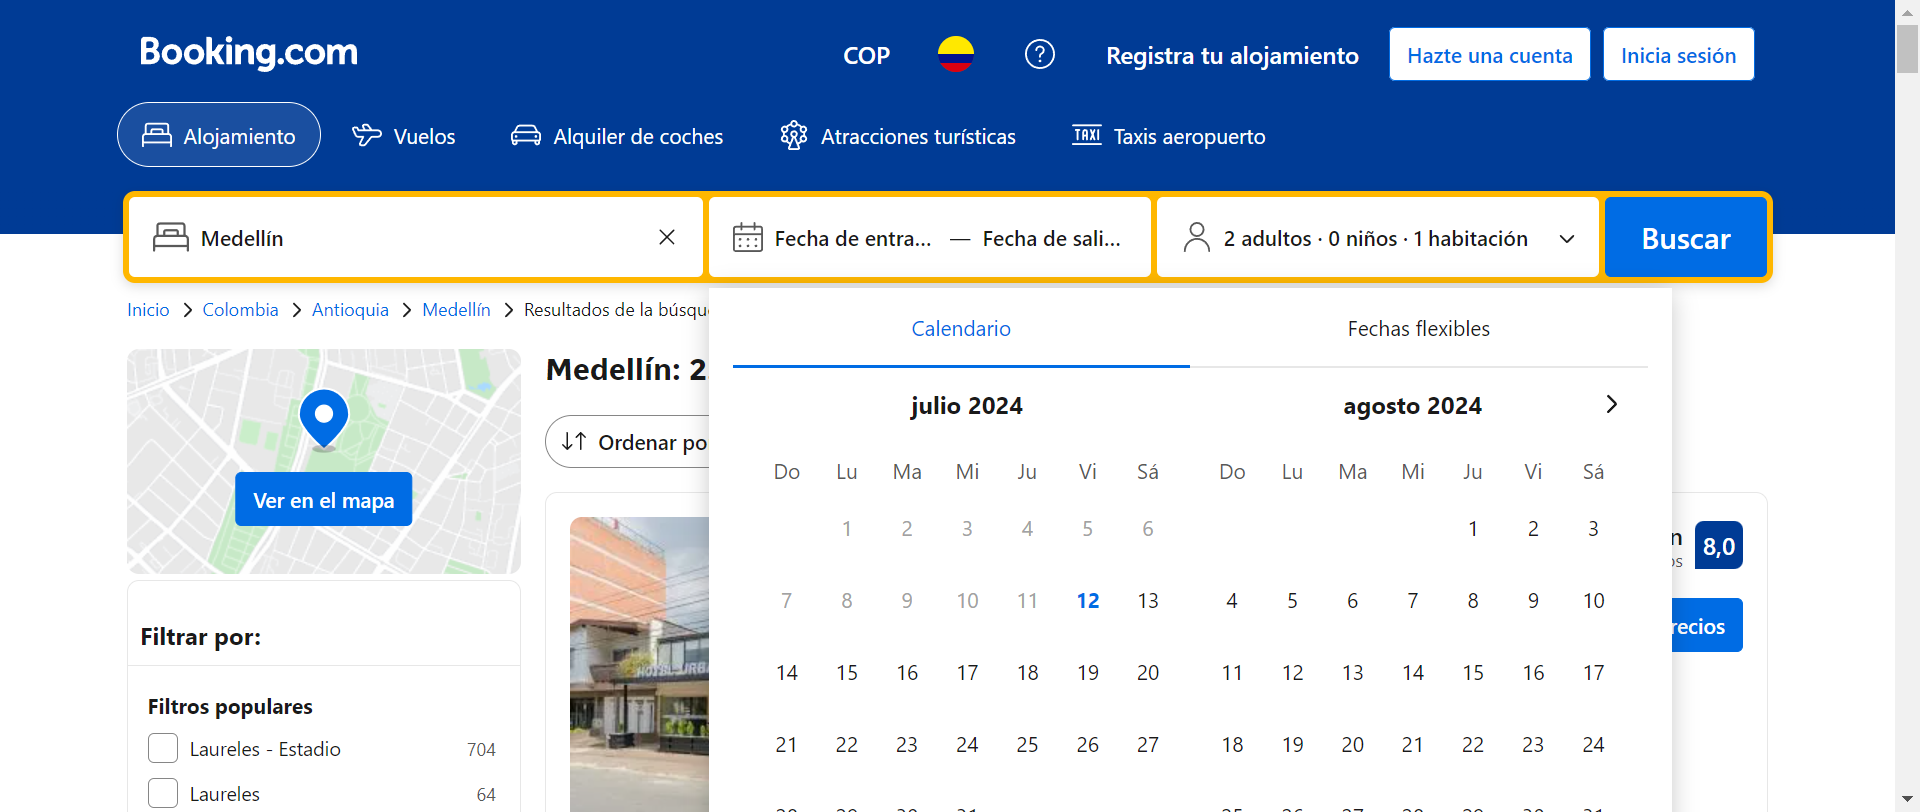 Booking.com
COP
Registra tu alojamiento
Hazte una cuenta
Inicia sesión
Alojamiento
Vuelos
Alquiler de coches
Atracciones turísticas
TAXI Taxis aeropuerto
Medellín
Fecha de entra... — Fecha de sali...
2 adultos · 0 niños · 1 habitación
Buscar
Inicio > Colombia > Antioquia > Medellín > Resultados de la búsqu
Ver en el mapa
Filtrar por:
Filtros populares
Laureles - Estadio 704
Laureles 64
Medellín: 2
Ordenar po
Calendario
Fechas flexibles
julio 2024
Do Lu Ma Mi Ju Vi Sá
1 2 3 4 5 6
7 8 9 10 11 12 13
14 15 16 17 18 19 20
21 22 23 24 25 26 27
agosto 2024
Do Lu Ma Mi Ju Vi Sá
1 2 3
4 5 6 7 8 9 10
11 12 13 14 15 16 17
18 19 20 21 22 23 24
n
os
8,0
recios